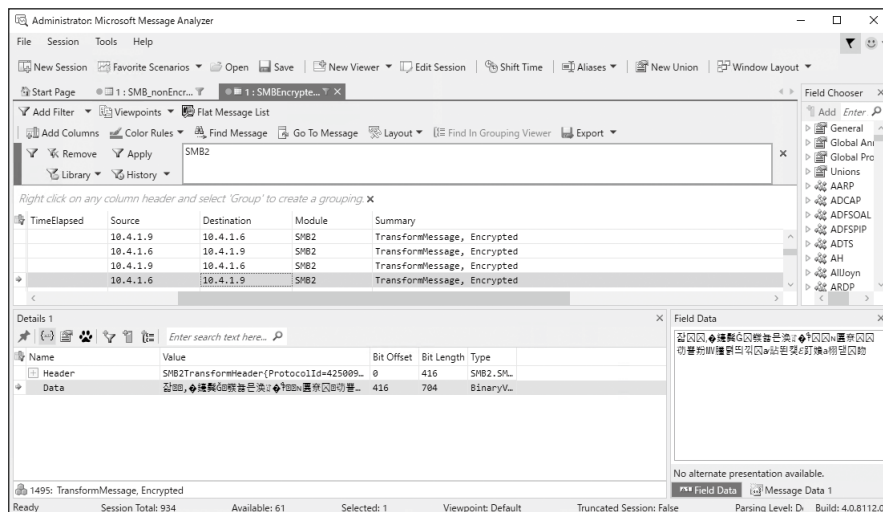 Administrator: Microsoft Message Analyzer
File Session Tools Help
New Session Favorite Scenarios Open Save New Viewer Edit Session Shift Time Aliases New Union Window Layout
Start Page 1 : SMB_nonEncr... 1 : SMBEncrypte... Field Chooser
Add Filter Viewpoints Flat Message List Add Enter
Add Columns Color Rules Find Message Go To Message Layout Find In Grouping Viewer Export General
Remove Apply SMB2 Global Ann
Library History Global Pro
Unions
Right click on any column header and select 'Group' to create a grouping. AARP
TimeElapsed Source Destination Module Summary ADCAP
10.4.1.9 10.4.1.6 SMB2 TransformMessage, Encrypted ADFSOAL
10.4.1.6 10.4.1.9 SMB2 TransformMessage, Encrypted ADFSPIP
10.4.1.9 10.4.1.6 SMB2 TransformMessage, Encrypted ADTS
10.4.1.6 10.4.1.9 SMB2 TransformMessage, Encrypted AH
AllJoyn
ARDP
Details 1 Field Data
Enter search text here...
Name Value Bit Offset Bit Length Type
Header SMB2TransformHeader{ProtocolId=425009... 0 416 SMB2.SM...
Data 416 704 BinaryV...
No alternate presentation available.
1495: TransformMessage, Encrypted Field Data Message Data 1
Ready Session Total: 934 Available: 61 Selected: 1 Viewpoint: Default Truncated Session: False Parsing Level: Build: 4.0.8112.0